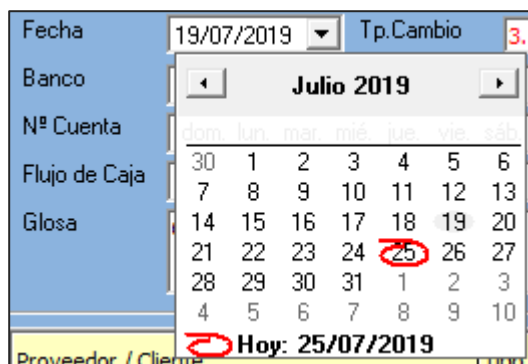 Fecha 19/07/2019 Tp.Cambio 3.
Banco
Julio 2019
Nº Cuenta
dom. lun. mar. mié. jue. vie. sáb.
Flujo de Caja
30 1 2 3 4 5 6
7 8 9 10 11 12 13
Glosa
14 15 16 17 18 19 20
21 22 23 24 25 26 27
28 29 30 31 1 2 3
4 5 6 7 8 9 10
Hoy: 25/07/2019
Proveedor / Cliente